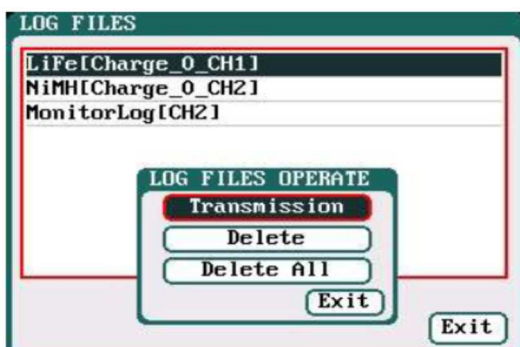 LOG FILES
LiFe[Charge_0_CH1]
NiMH[Charge_0_CH2]
MonitorLog[CH2]
LOG FILES OPERATE
Transmission
Delete
Delete All
Exit
Exit